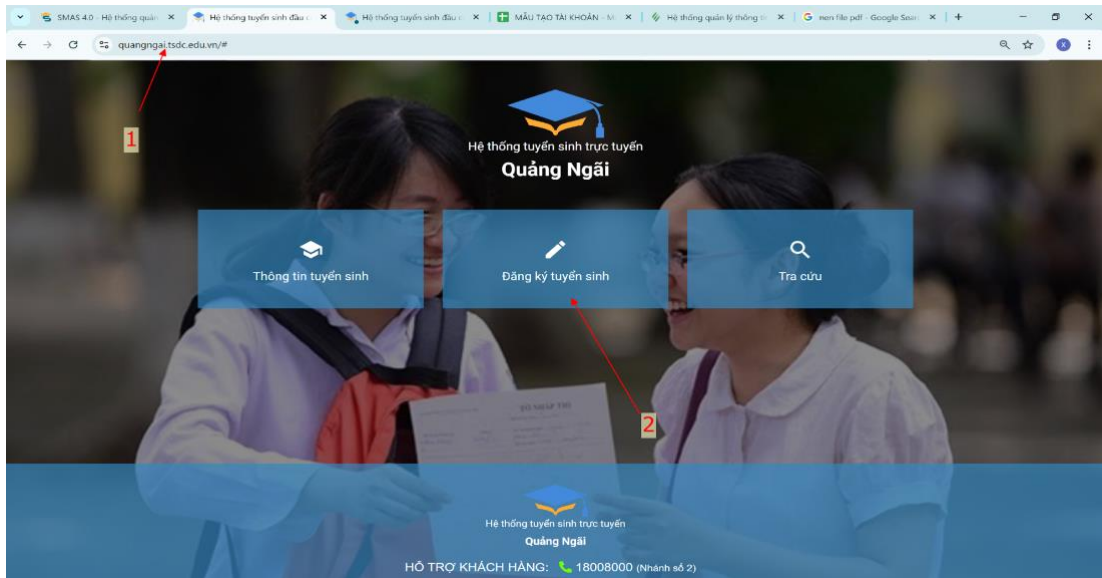 SMAS 4.0 - Hệ thống quản
Hệ thống tuyển sinh đầu c
Hệ thống tuyển sinh đầu c
MẪU TẠO TÀI KHOẢN - M
Hệ thống quản lý thông ti
nen file pdf - Google Sear
quangngai.tsdc.edu.vn/#
X
1
Hệ thống tuyển sinh trực tuyến
Quảng Ngãi
Thông tin tuyển sinh
Đăng ký tuyển sinh
Tra cứu
2
Hệ thống tuyển sinh trực tuyến
Quảng Ngãi
HỖ TRỢ KHÁCH HÀNG: 18008000 (Nhánh số 2)